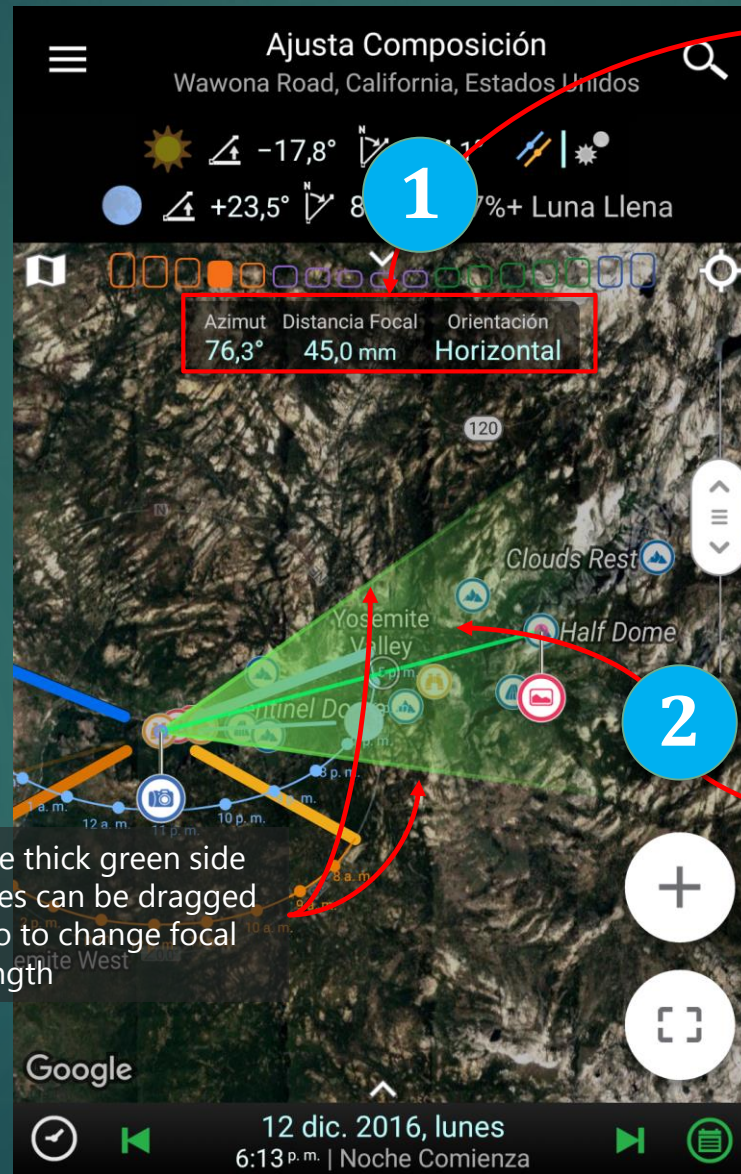 Ajusta Composición
Wawona Road, California, Estados Unidos
-17,8°
+23,5°
7%+ Luna Llena
1
Azimut Distancia Focal Orientación
76,3° 45,0 mm Horizontal
120
Clouds Rest
Yosemite
Valley
Half Dome
2
8 p. m.
1 a. m.
12 a. m.
11 p. m.
10 p. m.
8 a. m.
9 a. m.
10 a. m.
e thick green side
es can be dragged
o to change focal
ngth
emite West
Google
12 dic. 2016, lunes
6:13 p. m. | Noche Comienza